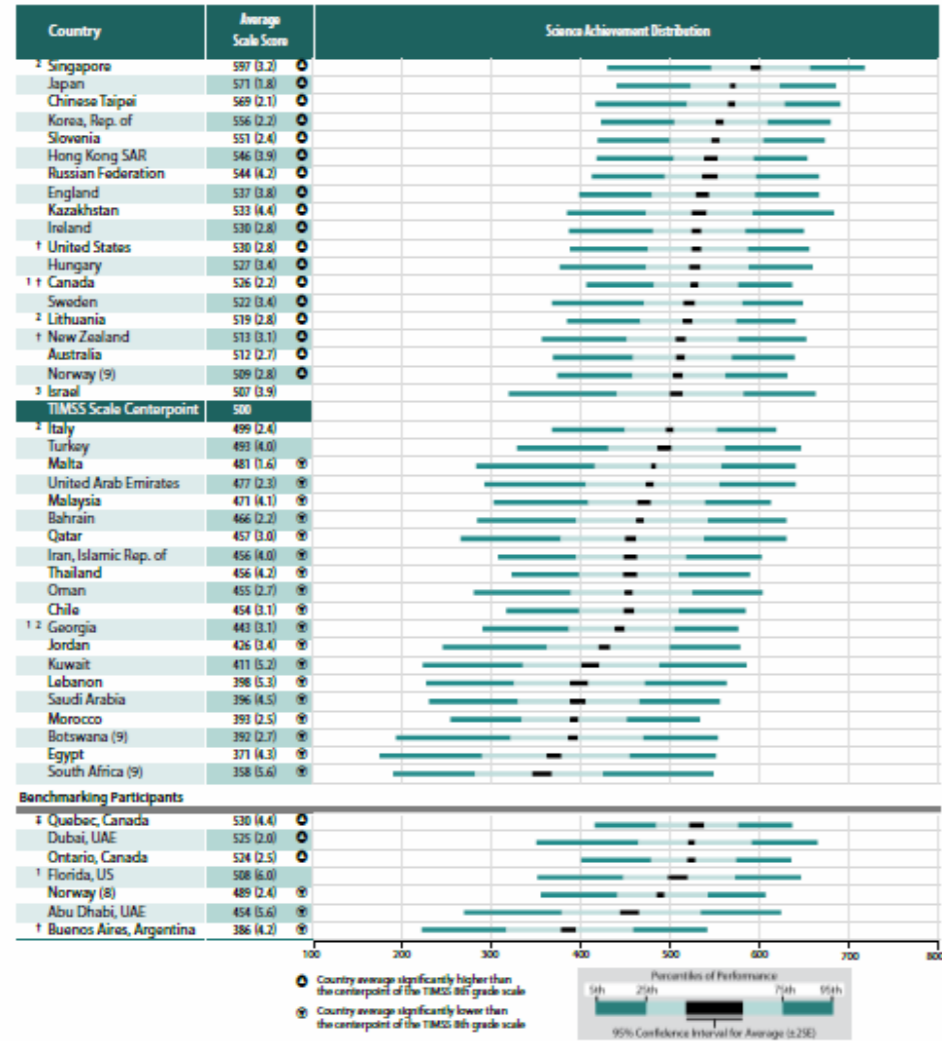 Country Average Scale Score Science Achievement Distribution
2 Singapore 597 (3.2)
Japan 571 (1.8)
Chinese Taipei 569 (2.1)
Korea, Rep. of 556 (2.2)
Slovenia 551 (2.4)
Hong Kong SAR 546 (3.9)
Russian Federation 544 (4.2)
England 537 (3.8)
Kazakhstan 533 (4.4)
Ireland 530 (2.8)
† United States 530 (2.8)
Hungary 527 (3.4)
1 † Canada 526 (2.2)
Sweden 522 (3.4)
2 Lithuania 519 (2.8)
† New Zealand 513 (3.1)
Australia 512 (2.7)
Norway (9) 509 (2.8)
3 Israel 507 (3.9)
TIMSS Scale Centerpoint 500
2 Italy 499 (2.4)
Turkey 493 (4.0)
Malta 481 (1.6)
United Arab Emirates 477 (2.3)
Malaysia 471 (4.1)
Bahrain 466 (2.2)
Qatar 457 (3.0)
Iran, Islamic Rep. of 456 (4.0)
Thailand 456 (4.2)
Oman 455 (2.7)
Chile 454 (3.1)
1 2 Georgia 443 (3.1)
Jordan 426 (3.4)
Kuwait 411 (5.2)
Lebanon 398 (5.3)
Saudi Arabia 396 (4.5)
Morocco 393 (2.5)
Botswana (9) 392 (2.7)
Egypt 371 (4.3)
South Africa (9) 358 (5.6)
Benchmarking Participants
‡ Quebec, Canada 530 (4.4)
Dubai, UAE 525 (2.0)
Ontario, Canada 524 (2.5)
1 Florida, US 508 (6.0)
Norway (8) 489 (2.4)
Abu Dhabi, UAE 454 (5.6)
† Buenos Aires, Argentina 386 (4.2)
100 200 300 400 500 600 700 800
Country average significantly higher than
the centerpoint of the TIMSS 8th grade scale
Country average significantly lower than
the centerpoint of the TIMSS 8th grade scale
Percentiles of Performance
5th 25th 75th 95th
95% Confidence Interval for Average (±2SE)